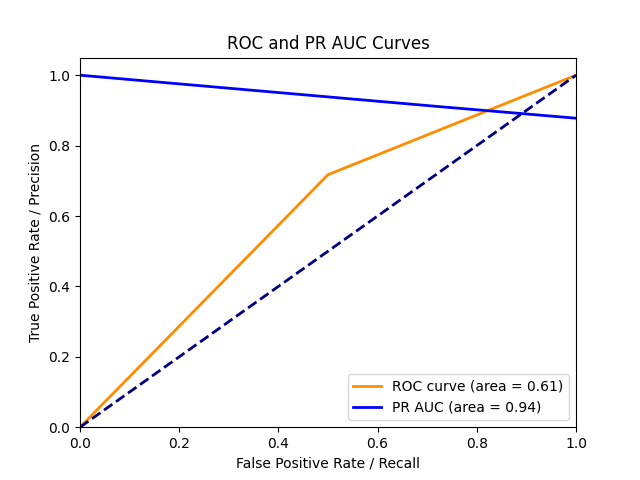 ROC and PR AUC Curves
True Positive Rate / Precision
1.0
0.8
0.6
0.4
0.2
0.0
ROC curve (area = 0.61)
PR AUC (area = 0.94)
0.0 0.2 0.4 0.6 0.8 1.0
False Positive Rate / Recall